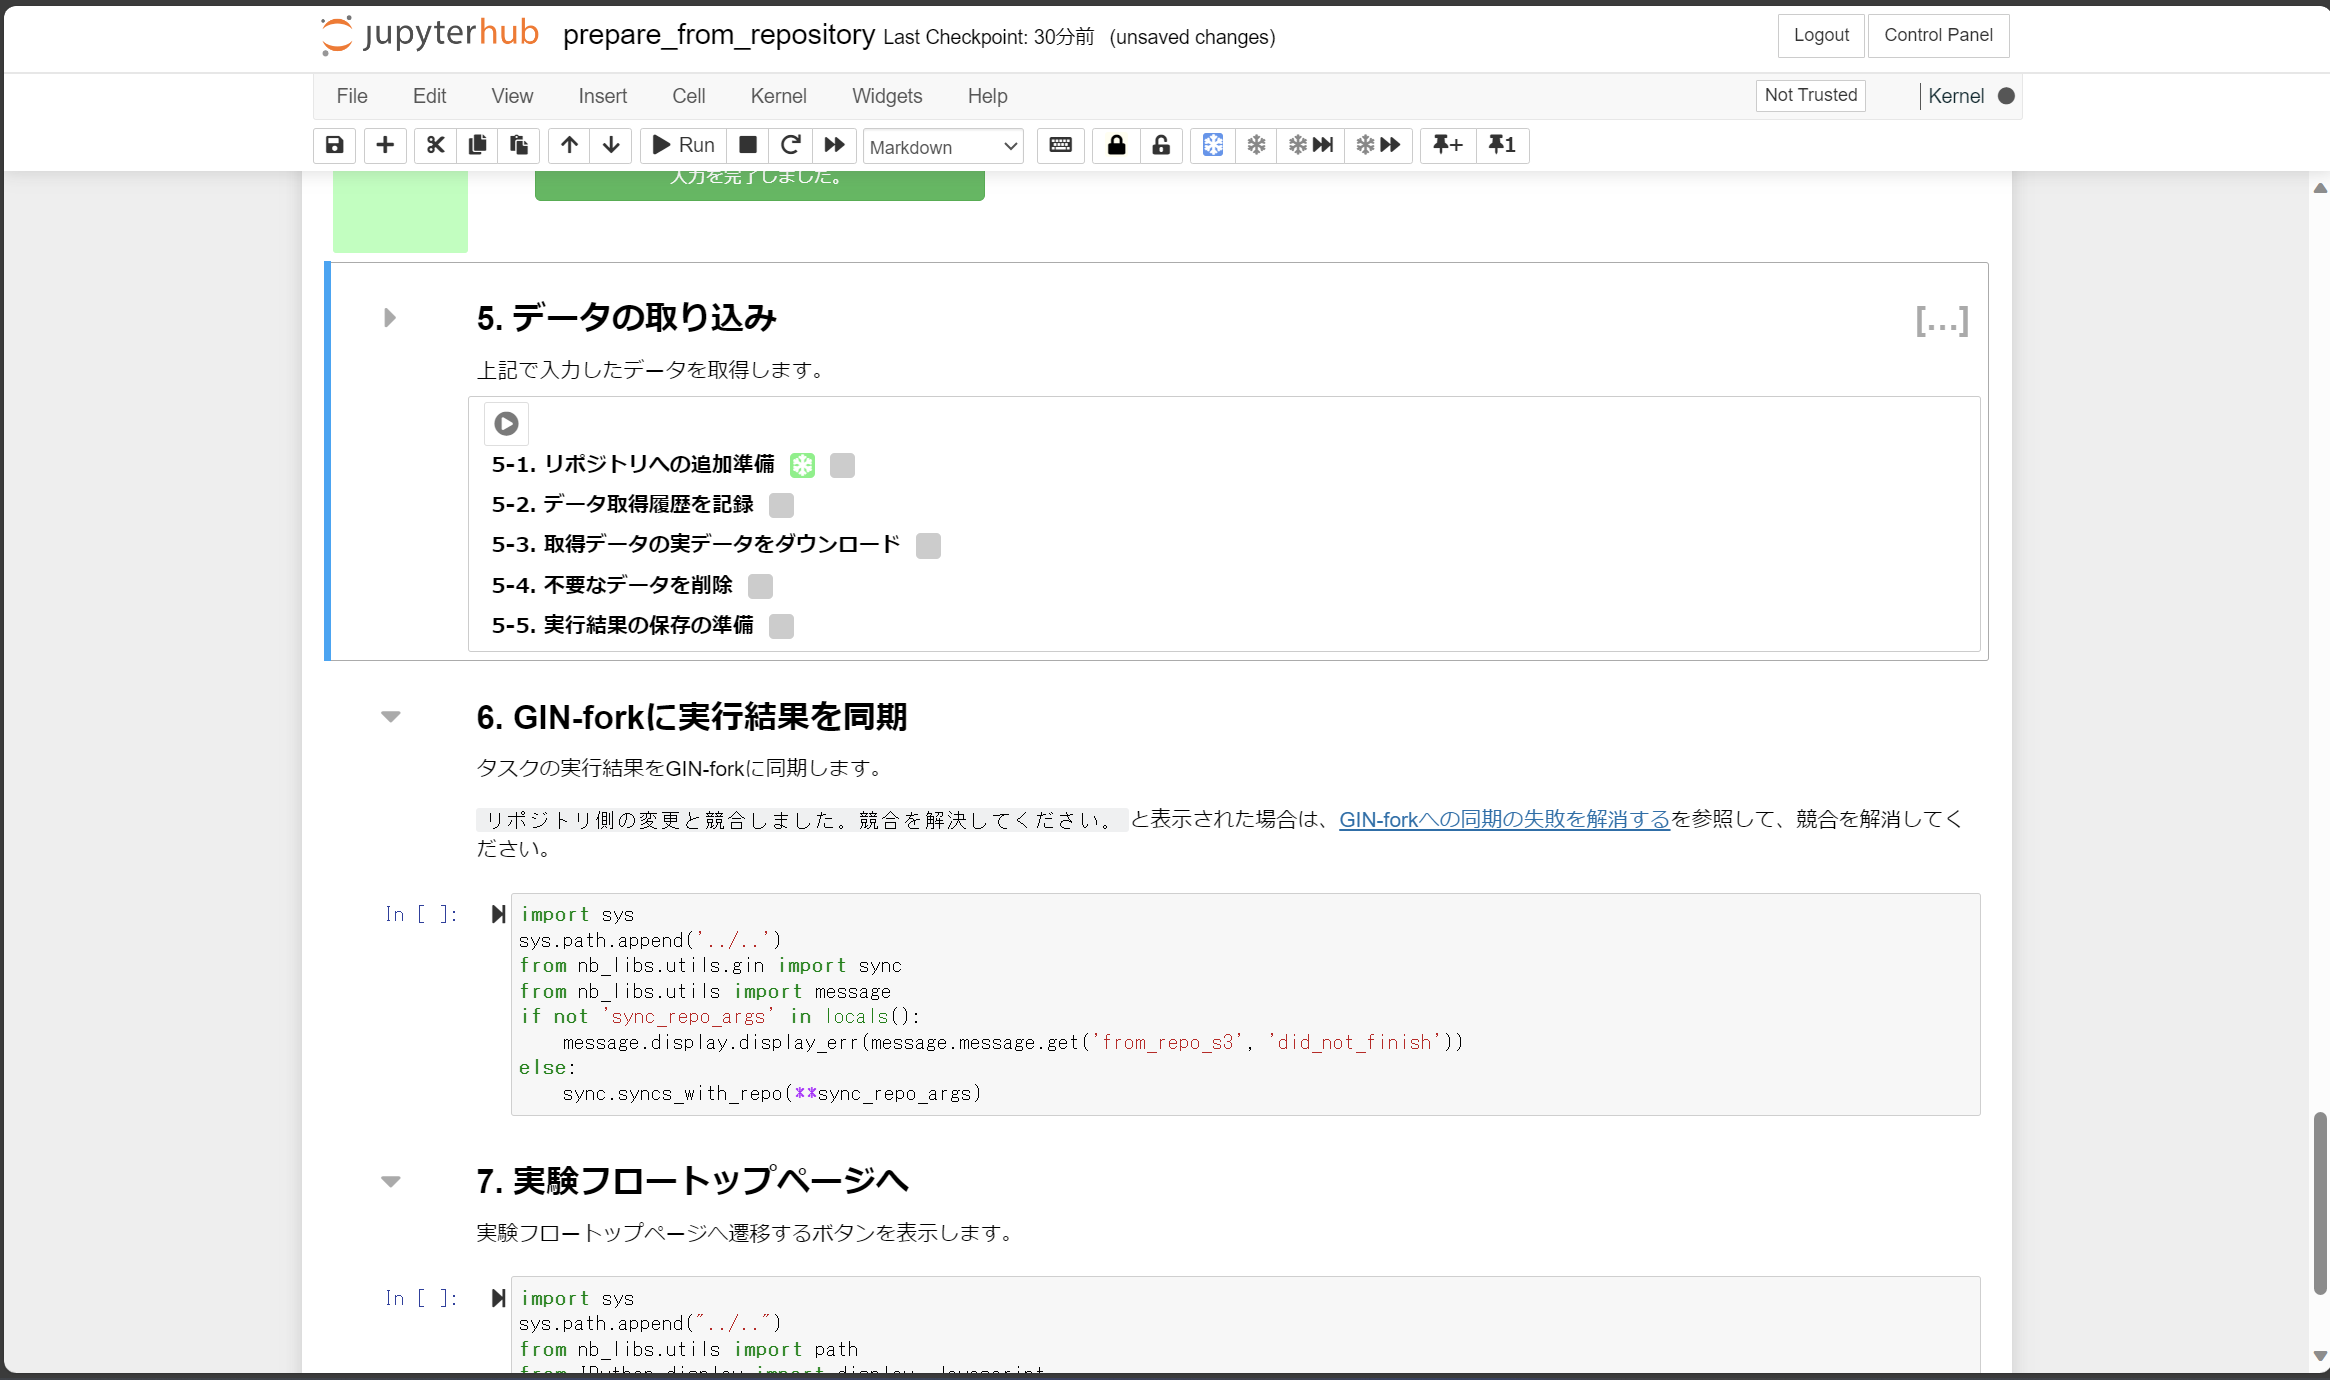 jupyterhub prepare_from_repository Last Checkpoint: 30分前 (unsaved changes) Logout Control Panel
File Edit View Insert Cell Kernel Widgets Help Not Trusted Kernel
Run Markdown +1
入力を完了しました。
5. データの取り込み [...]
上記で入力したデータを取得します。
5-1. リポジトリへの追加準備
5-2. データ取得履歴を記録
5-3. 取得データの実データをダウンロード
5-4. 不要なデータを削除
5-5. 実行結果の保存の準備
6. GIN-forkに実行結果を同期
タスクの実行結果をGIN-forkに同期します。
リポジトリ側の変更と競合しました。競合を解決してください。 と表示された場合は、GIN-forkへの同期の失敗を解消するを参照して、競合を解消してく
ださい。
In [ ]: import sys
sys.path.append('../..')
from nb_libs.utils.gin import sync
from nb_libs.utils import message
if not 'sync_repo_args' in locals():
    message.display.display_err(message.message.get('from_repo_s3', 'did_not_finish'))
else:
    sync.syncs_with_repo(**sync_repo_args)
7. 実験フロートップページへ
実験フロートップページへ遷移するボタンを表示します。
In [ ]: import sys
sys.path.append("../..")
from nb_libs.utils import path
from IPython.display import display, Javascript